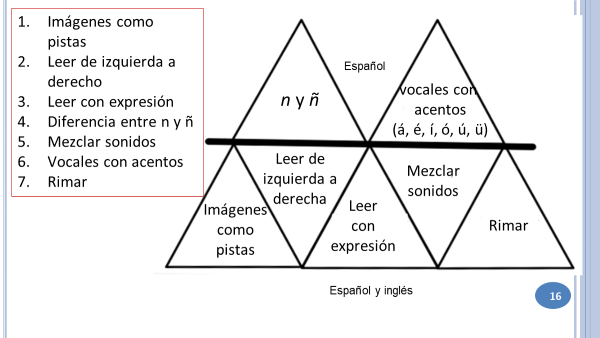 1. Imágenes como
pistas
2. Leer de izquierda a
derecho
3. Leer con expresión
4. Diferencia entre n y ñ
5. Mezclar sonidos
6. Vocales con acentos
7. Rimar
Español
n y ñ
vocales con
acentos
(á, é, í, ó, ú, ü)
Leer de
izquierda a
derecha
Mezclar
sonidos
Imágenes
como
pistas
Leer
con
expresión
Rimar
Español y inglés
16